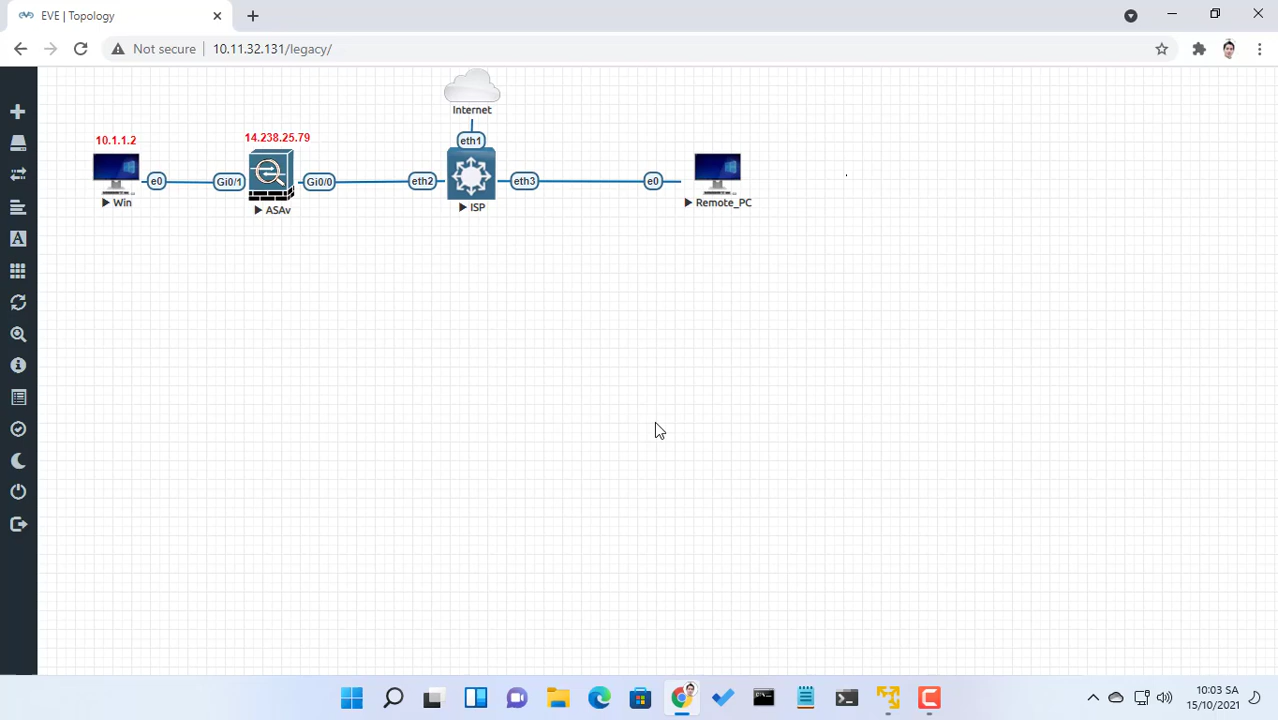 EVE | Topology
Not secure
10.11.32.131/legacy/
Internet
10.1.1.2
14.238.25.79
eth1
e0
Gi0/1
Gi0/0
eth2
eth3
e0
Win
ASAv
ISP
Remote_PC
A
10:03 SA
15/10/2021